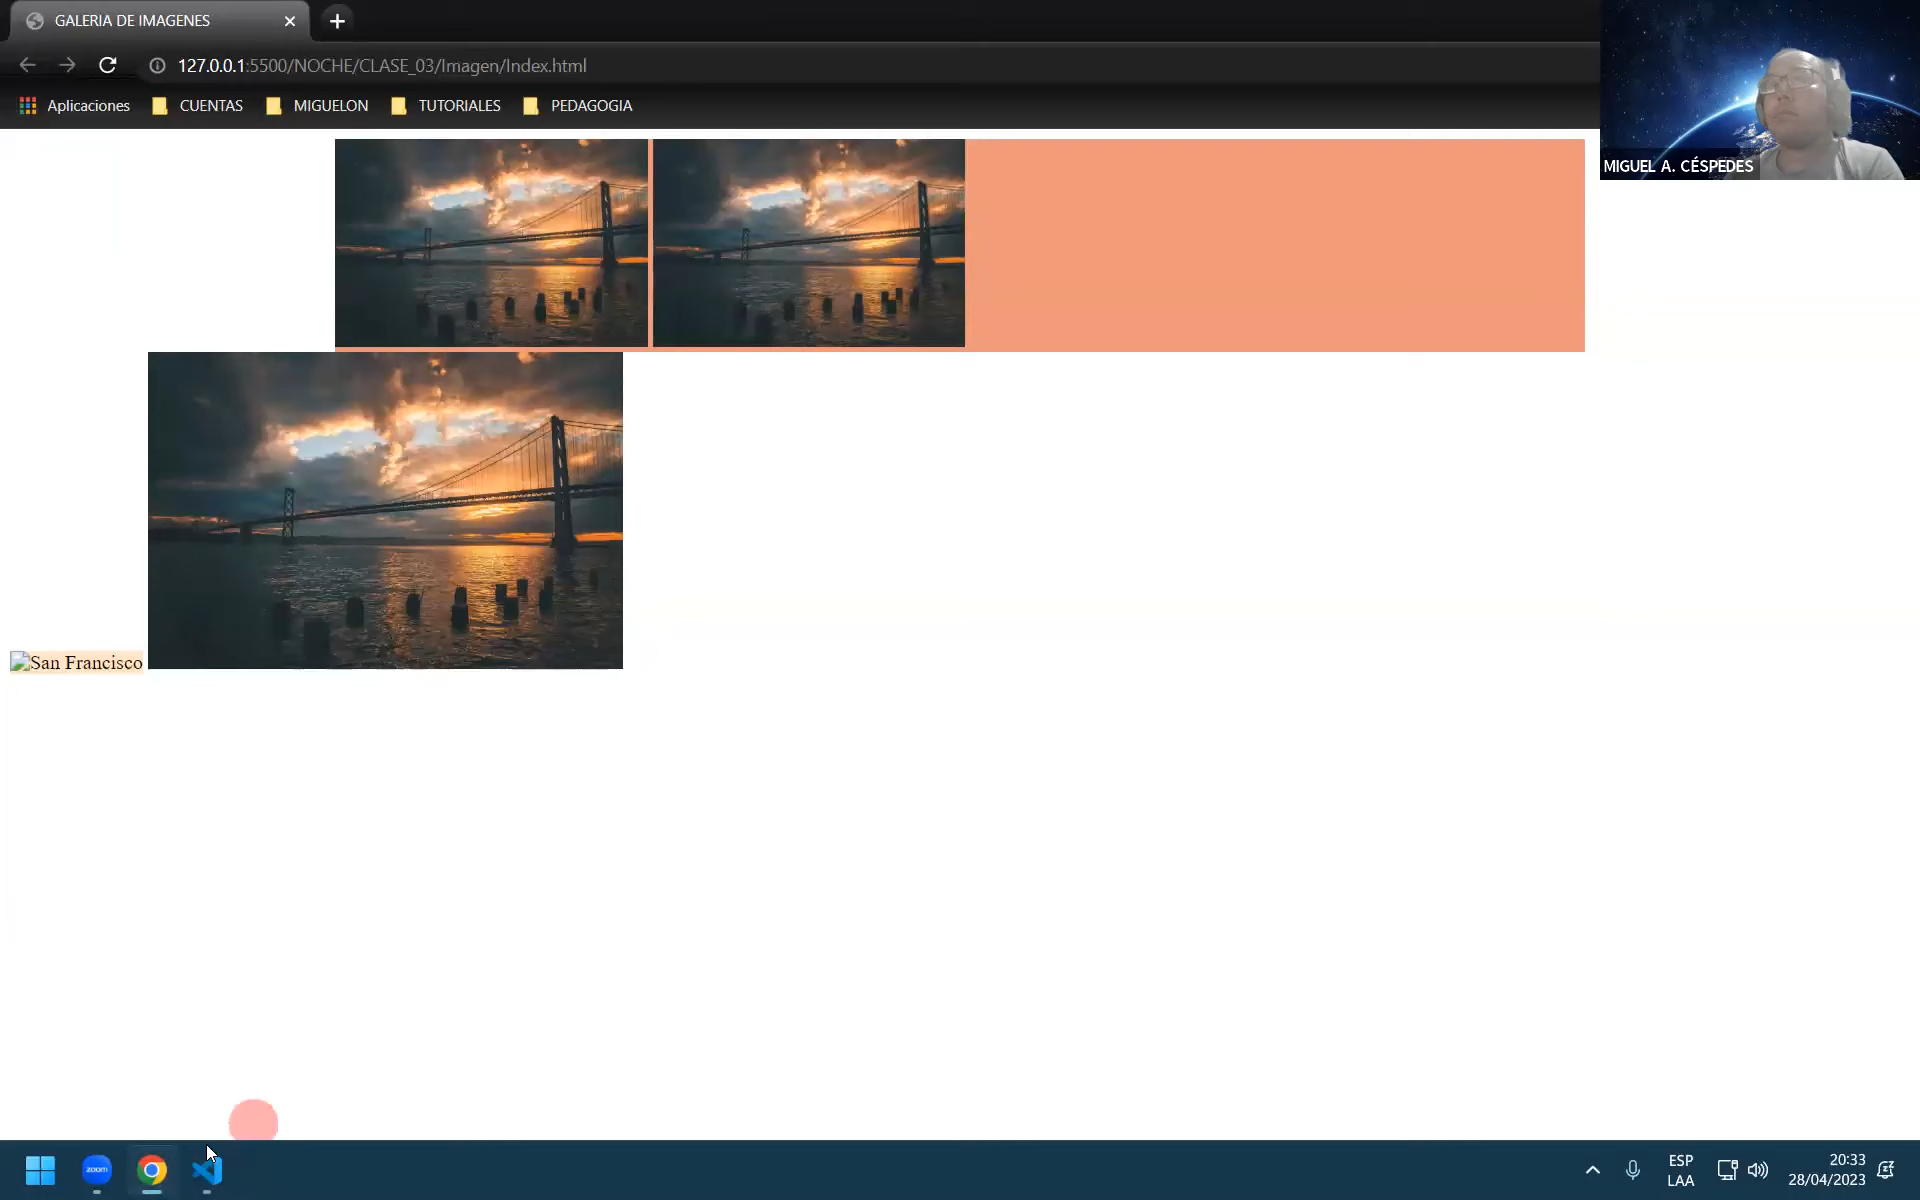 GALERIA DE IMAGENES
127.0.0.1:5500/NOCHE/CLASE_03/Imagen/Index.html
Aplicaciones CUENTAS MIGUELON TUTORIALES PEDAGOGIA
MIGUEL A. CÉSPEDES
San Francisco
zoom
ESP
LAA
20:33
28/04/2023